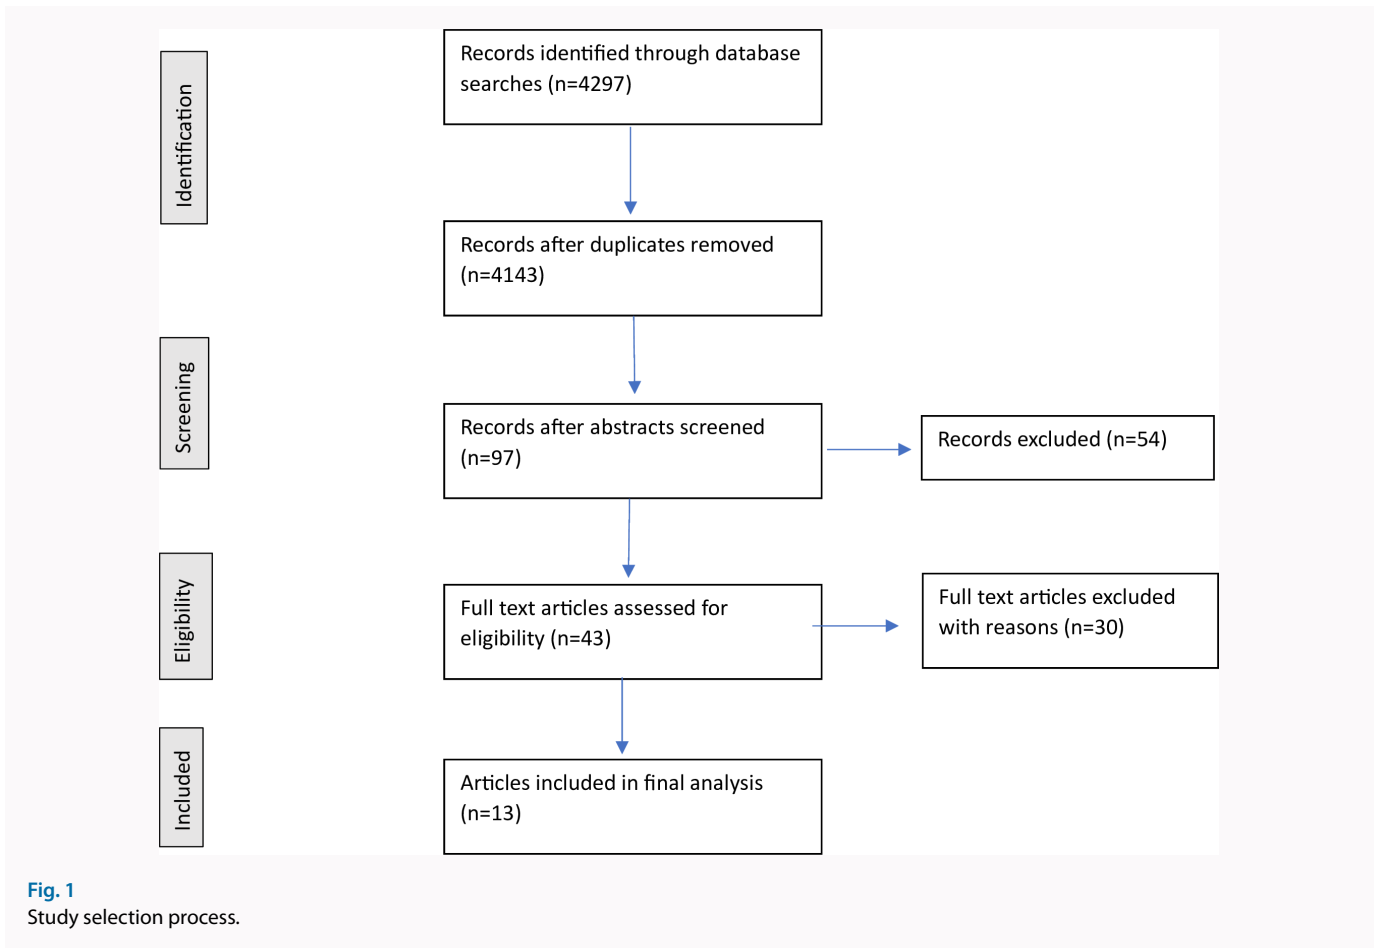 Identification
Records identified through database
searches (n=4297)
Records after duplicates removed
(n=4143)
Screening
Records after abstracts screened
(n=97)
Records excluded (n=54)
Eligibility
Full text articles assessed for
eligibility (n=43)
Full text articles excluded
with reasons (n=30)
Included
Articles included in final analysis
(n=13)
Fig. 1
Study selection process.